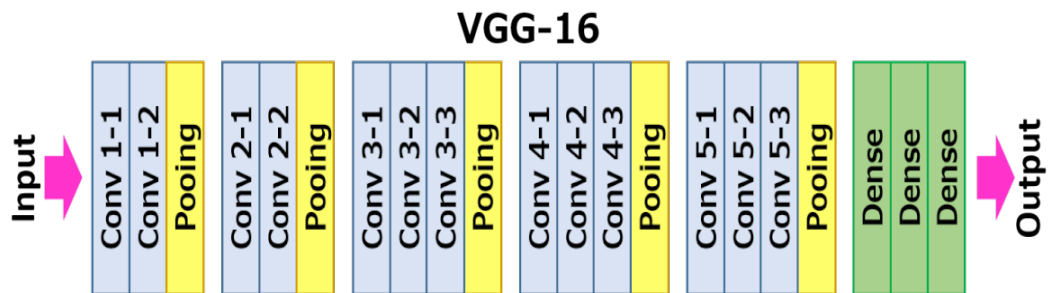 VGG-16
Input
Conv 1-1
Conv 1-2
Pooing
Conv 2-1
Conv 2-2
Pooing
Conv 3-1
Conv 3-2
Conv 3-3
Pooing
Conv 4-1
Conv 4-2
Conv 4-3
Pooing
Conv 5-1
Conv 5-2
Conv 5-3
Pooing
Dense
Dense
Dense
Output